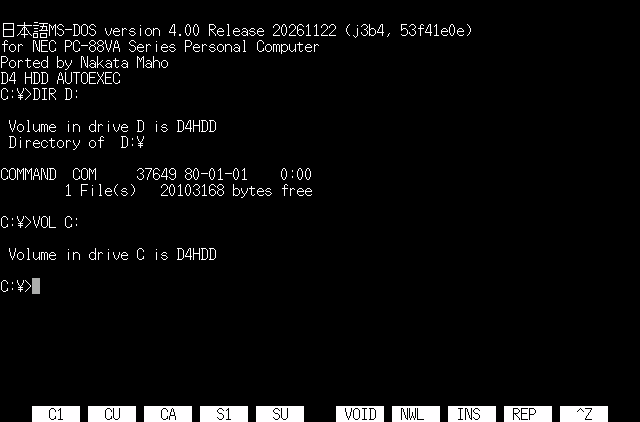 日本語MS-DOS version 4.00 Release 20261122 (j3b4, 53f41e0e)
for NEC PC-88VA Series Personal Computer
Ported by Nakata Maho
D4 HDD AUTOEXEC
C:¥>DIR D:
Volume in drive D is D4HDD
Directory of  D:¥
COMMAND  COM     37649 80-01-01    0:00
1 File(s)   20103168 bytes free
C:¥>VOL C:
Volume in drive C is D4HDD
C:¥>
C1 CU CA S1 SU VOID NWL INS REP ^Z